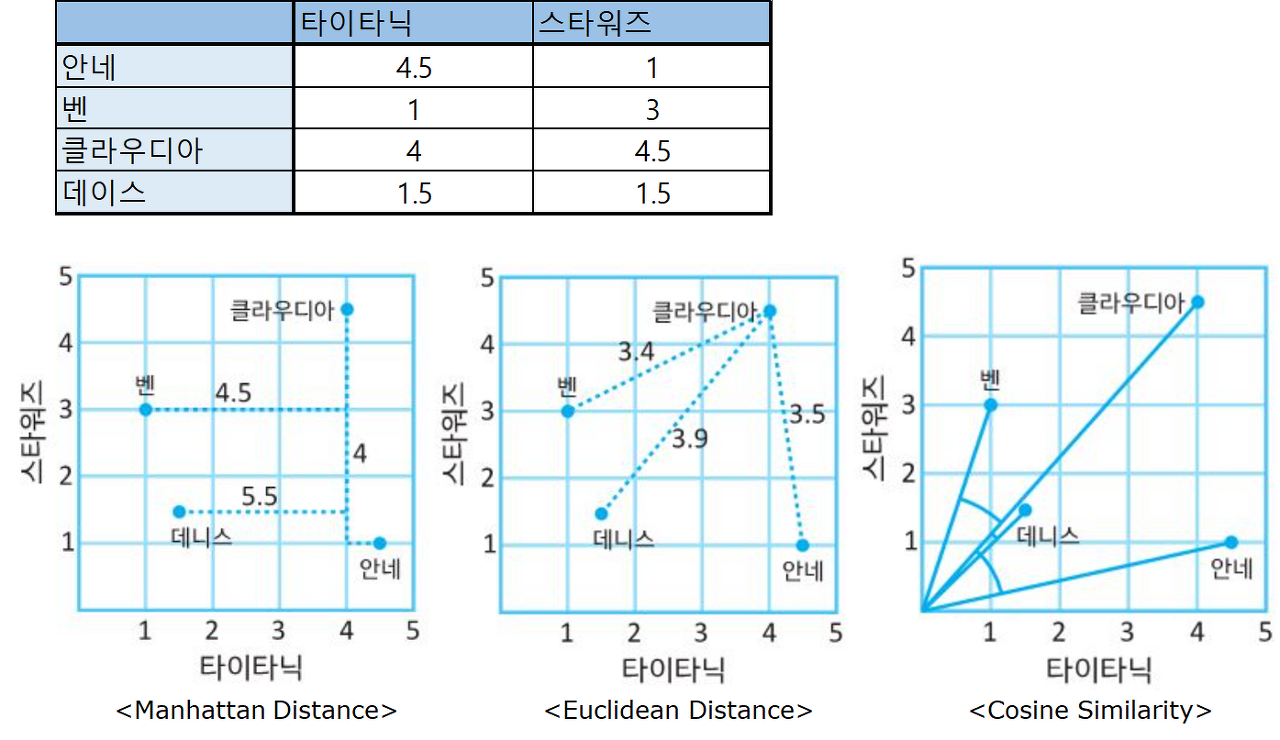 타이타닉 스타워즈
안네 4.5 1
벤 1 3
클라우디아 4 4.5
데이스 1.5 1.5
5
4
3
2
1
스타워즈
클라우디아
벤
4.5
4
5.5
데니스
안네
1 2 3 4 5
타이타닉
<Manhattan Distance>
5
4
3
2
1
스타워즈
클라우디아
3.4
벤
3.5
3.9
데니스
안네
1 2 3 4 5
타이타닉
<Euclidean Distance>
5
4
3
2
1
스타워즈
클라우디아
벤
데니스
안네
1 2 3 4 5
타이타닉
<Cosine Similarity>